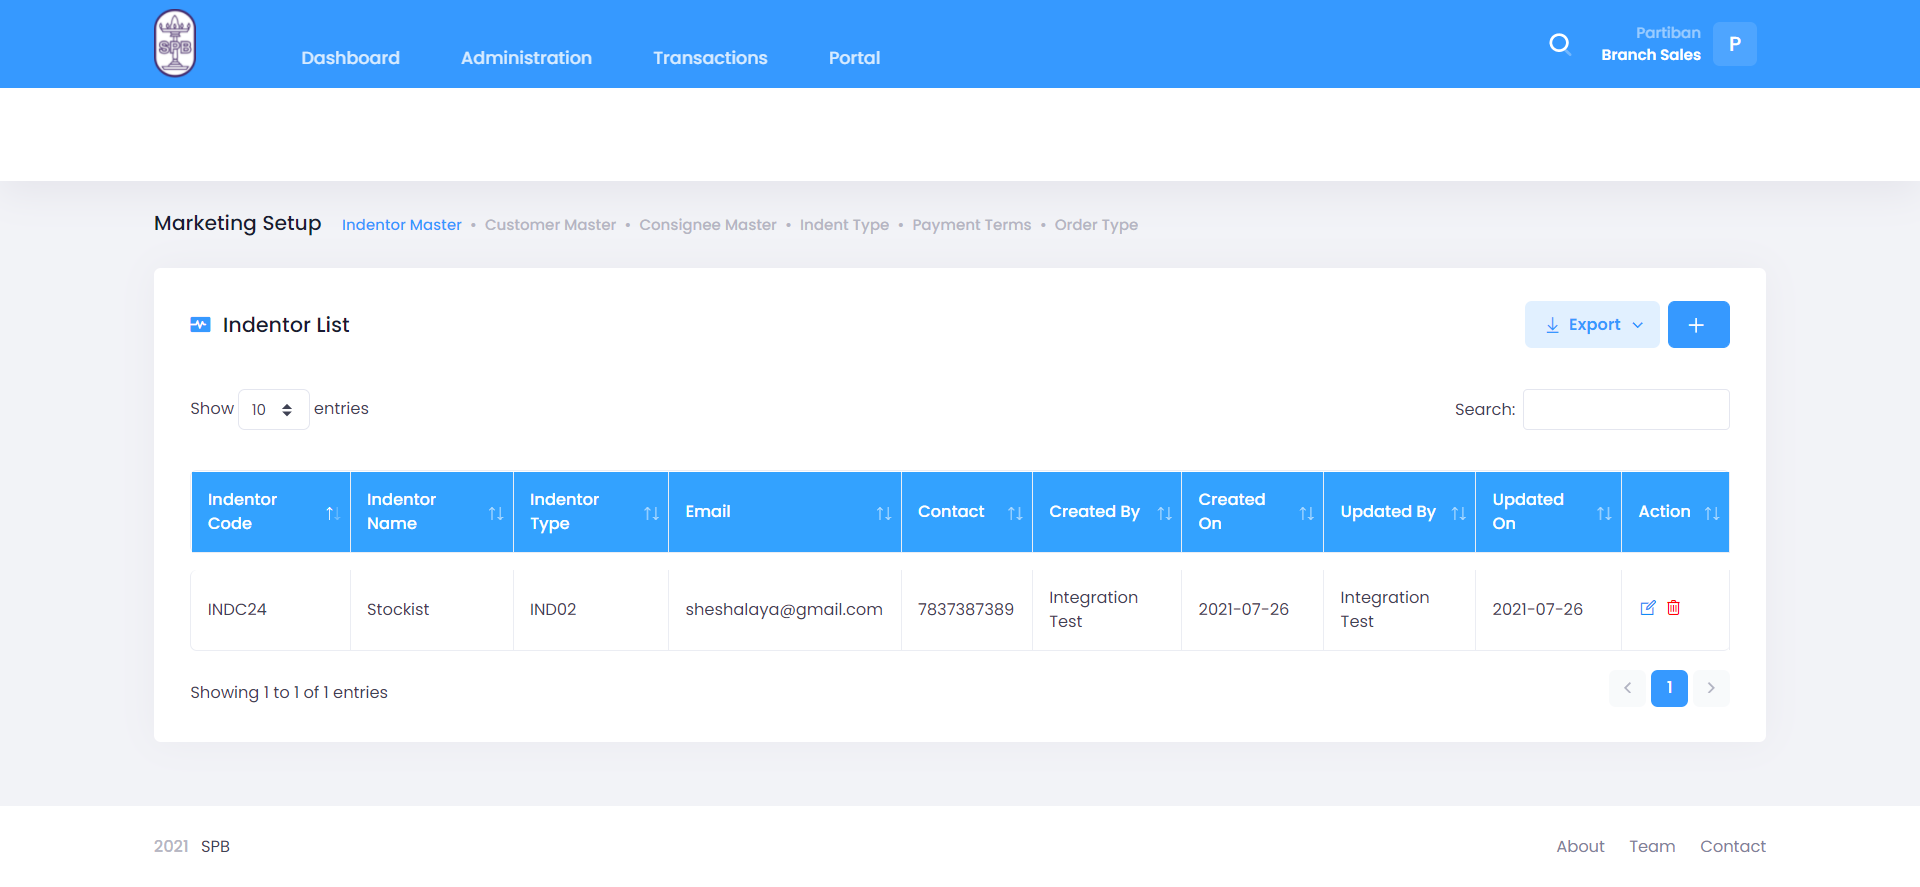 SPB
Dashboard
Administration
Transactions
Portal
Partiban
Branch Sales
P
Marketing Setup
Indentor Master • Customer Master • Consignee Master • Indent Type • Payment Terms • Order Type
Indentor List
Export
Show 10 entries
Search:
Indentor Code
Indentor Name
Indentor Type
Email
Contact
Created By
Created On
Updated By
Updated On
Action
INDC24
Stockist
IND02
sheshalaya@gmail.com
7837387389
Integration Test
2021-07-26
Integration Test
2021-07-26
Showing 1 to 1 of 1 entries
1
2021 SPB
About
Team
Contact